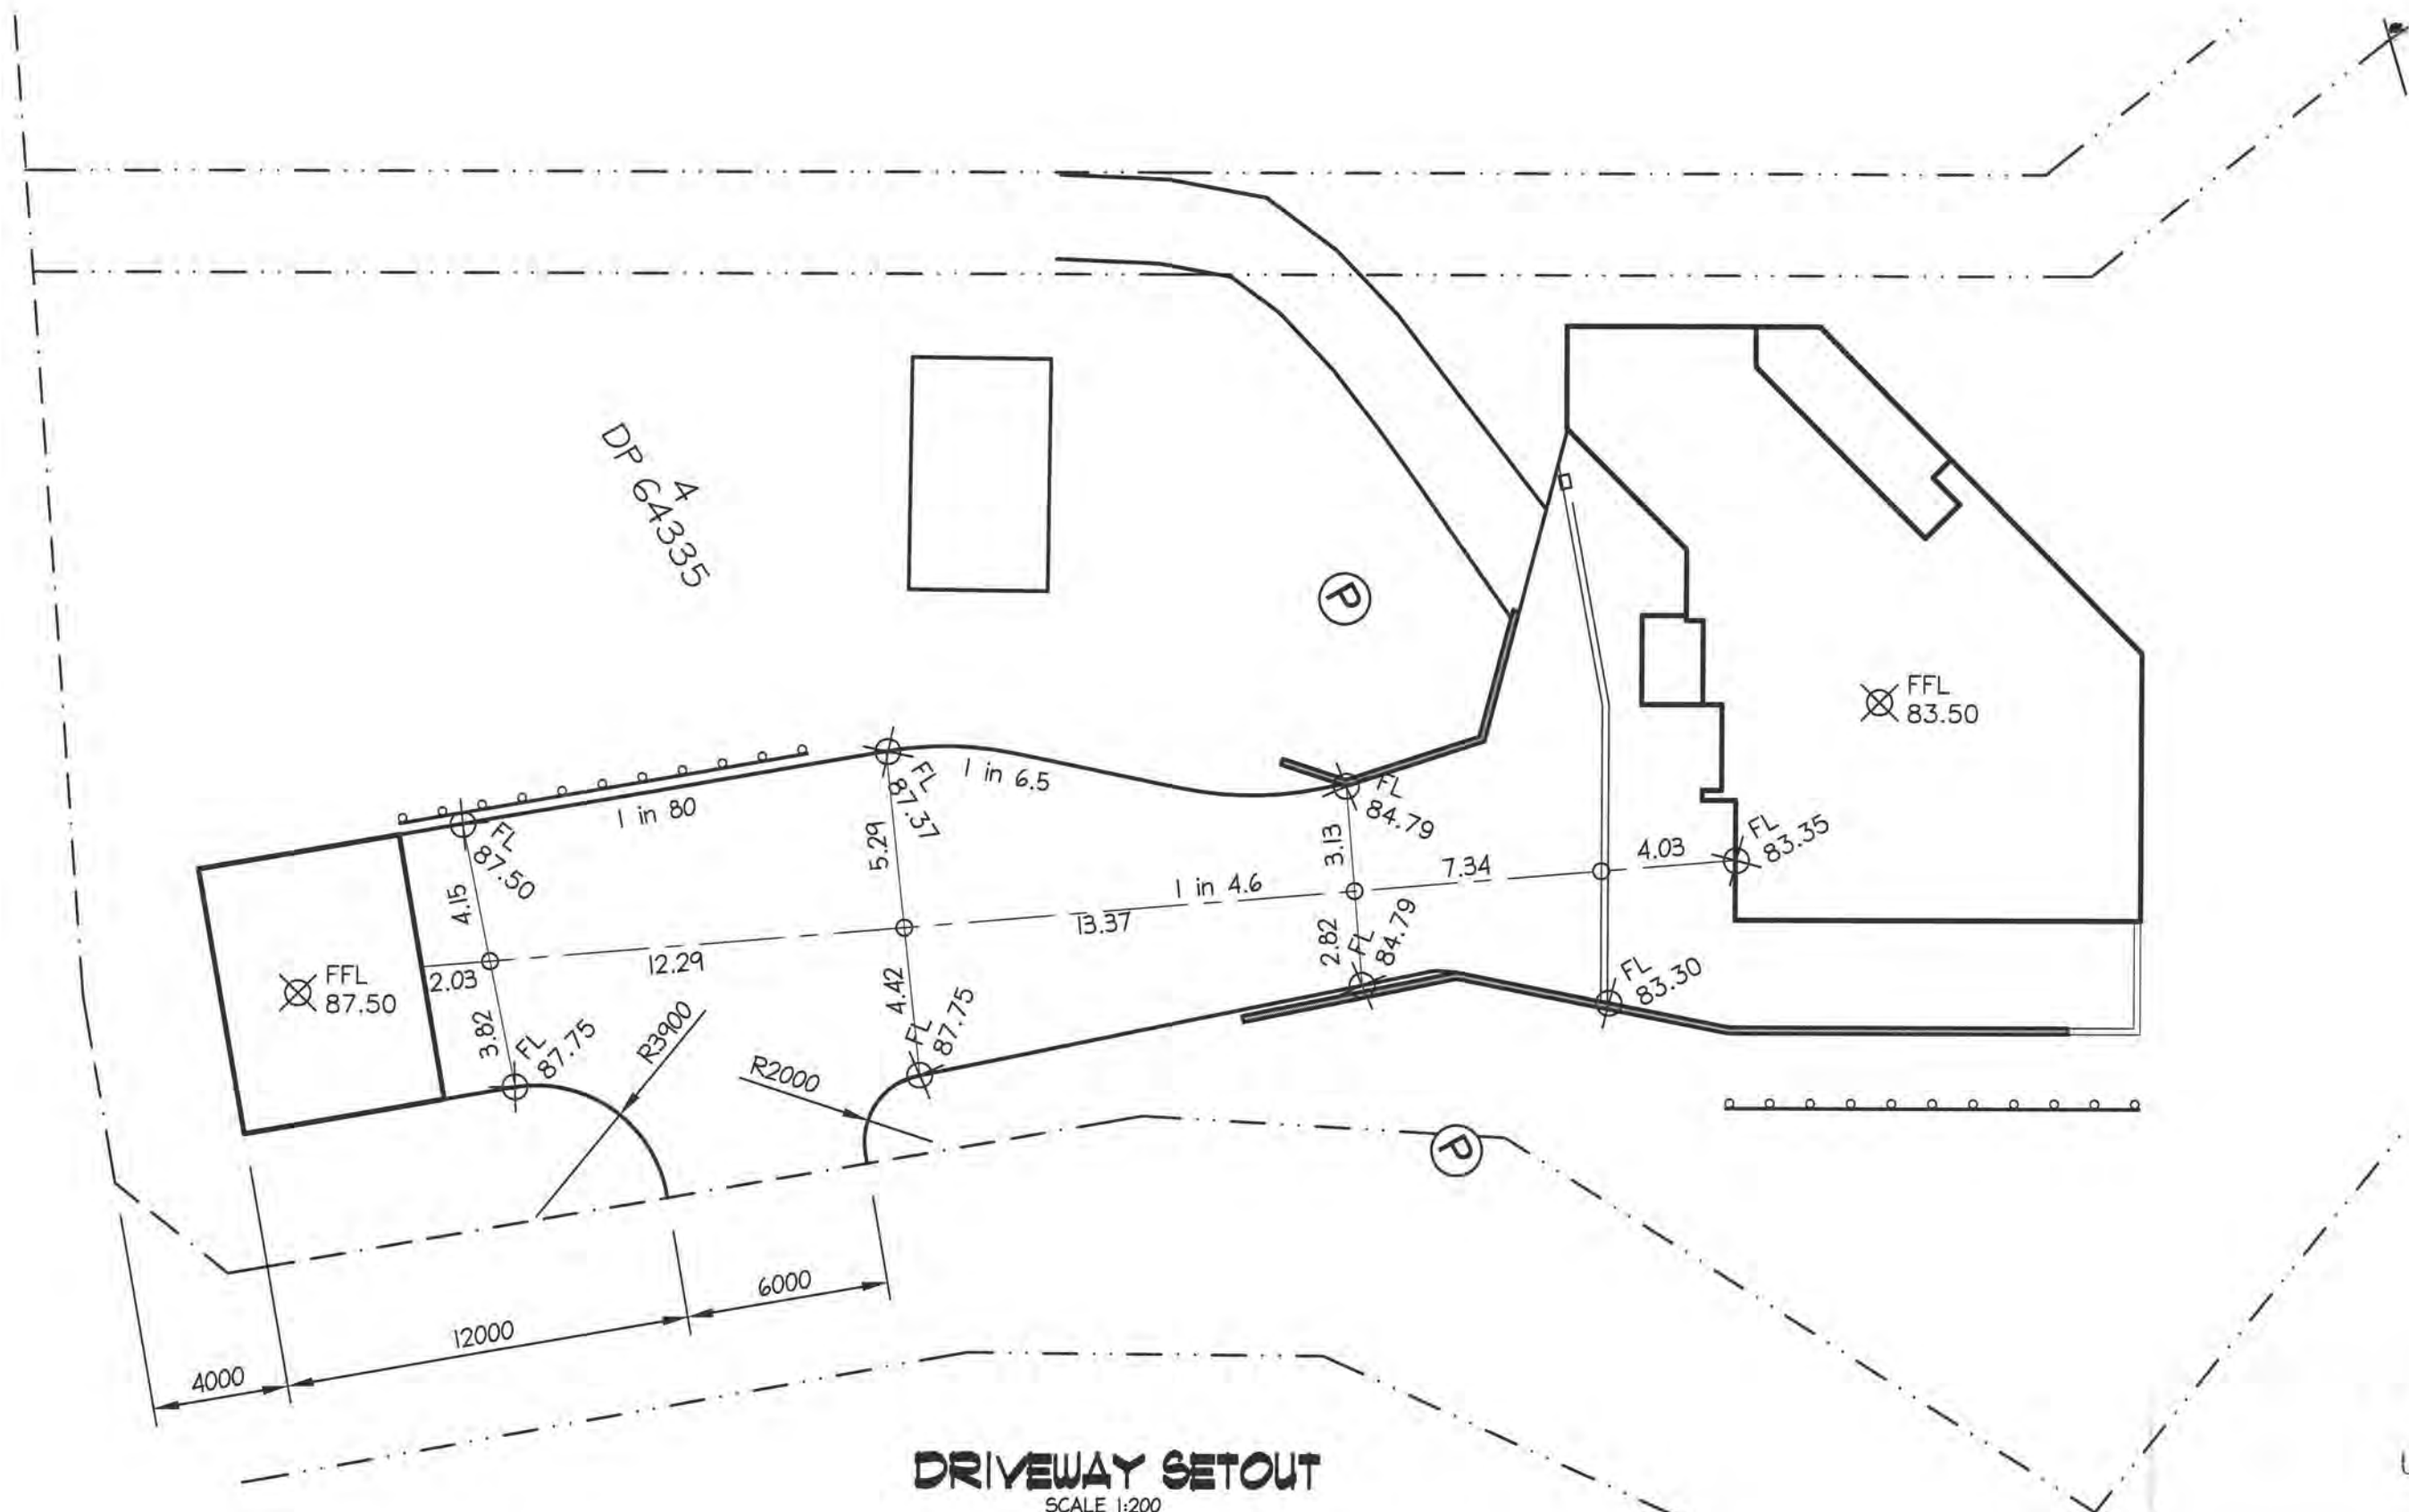 4
DP 64335
P
FFL
83.50
FL
87.37
1 in 6.5
1 in 80
FL
87.50
FL
84.79
FL
83.35
5.29
3.13
4.03
7.34
1 in 4.6
4.15
13.37
12.29
2.82
FL
84.79
FFL
87.50
2.03
4.42
FL
83.30
3.82
FL
87.75
R3900
R2000
FL
87.75
P
6000
12000
4000
DRIVEWAY SETOUT
SCALE 1:200